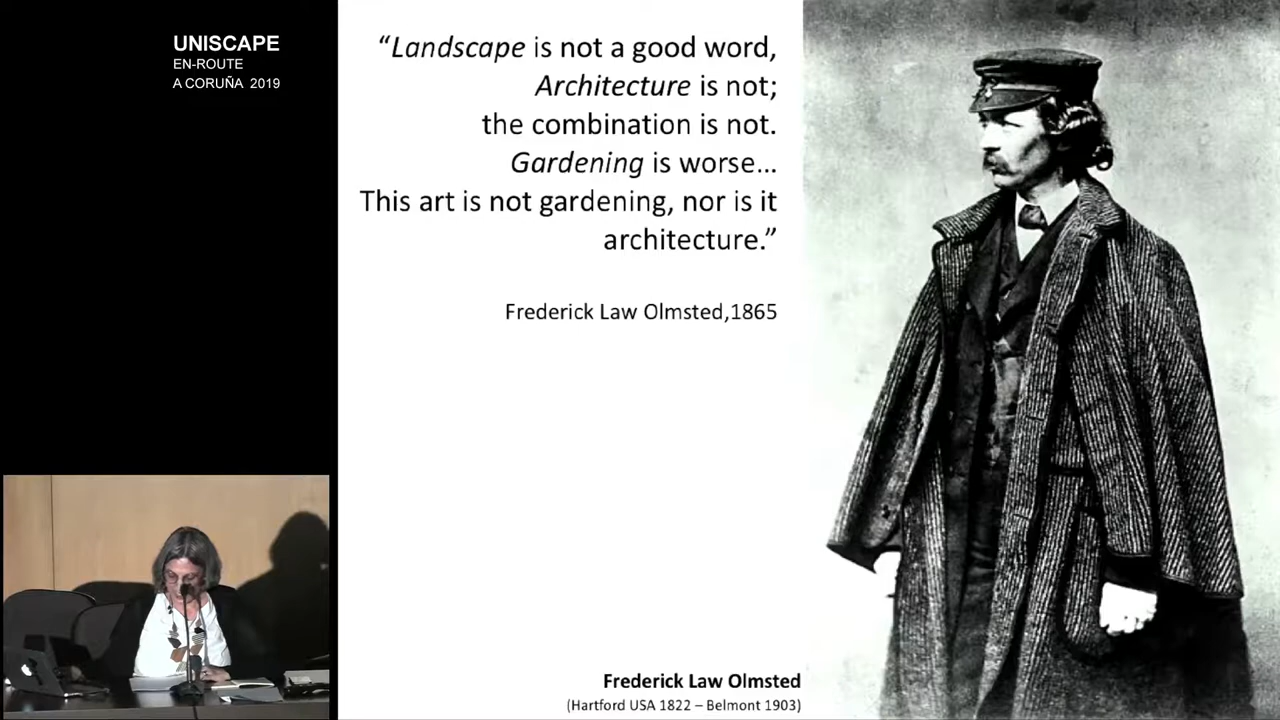 UNISCAPE
EN-ROUTE
A CORUÑA 2019
“Landscape is not a good word,
Architecture is not;
the combination is not.
Gardening is worse…
This art is not gardening, nor is it
architecture.”
Frederick Law Olmsted,1865
Frederick Law Olmsted
(Hartford USA 1822 – Belmont 1903)